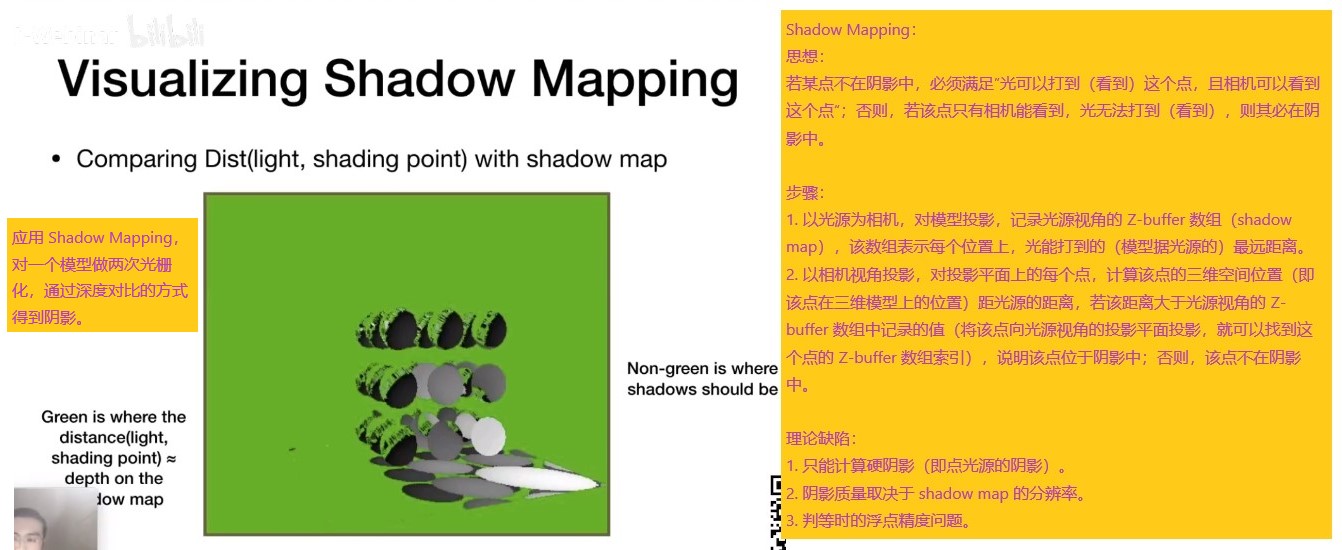 bilibili
Visualizing Shadow Mapping
• Comparing Dist(light, shading point) with shadow map
应用 Shadow Mapping，
对一个模型做两次光栅
化，通过深度对比的方式
得到阴影。
Green is where the
distance(light,
shading point) ≈
depth on the
dow map
Non-green is where
shadows should be
Shadow Mapping：
思想：
若某点不在阴影中，必须满足“光可以打到（看到）这个点，且相机可以看到
这个点”；否则，若该点只有相机能看到，光无法打到（看到），则其必在阴
影中。
步骤：
1. 以光源为相机，对模型投影，记录光源视角的 Z-buffer 数组（shadow
map），该数组表示每个位置上，光能打到的（模型据光源的）最远距离。
2. 以相机视角投影，对投影平面上的每个点，计算该点的三维空间位置（即
该点在三维模型上的位置）距光源的距离，若该距离大于光源视角的 Z-
buffer 数组中记录的值（将该点向光源视角的投影平面投影，就可以找到这
个点的 Z-buffer 数组索引），说明该点位于阴影中；否则，该点不在阴影
中。
理论缺陷：
1. 只能计算硬阴影（即点光源的阴影）。
2. 阴影质量取决于 shadow map 的分辨率。
3. 判等时的浮点精度问题。